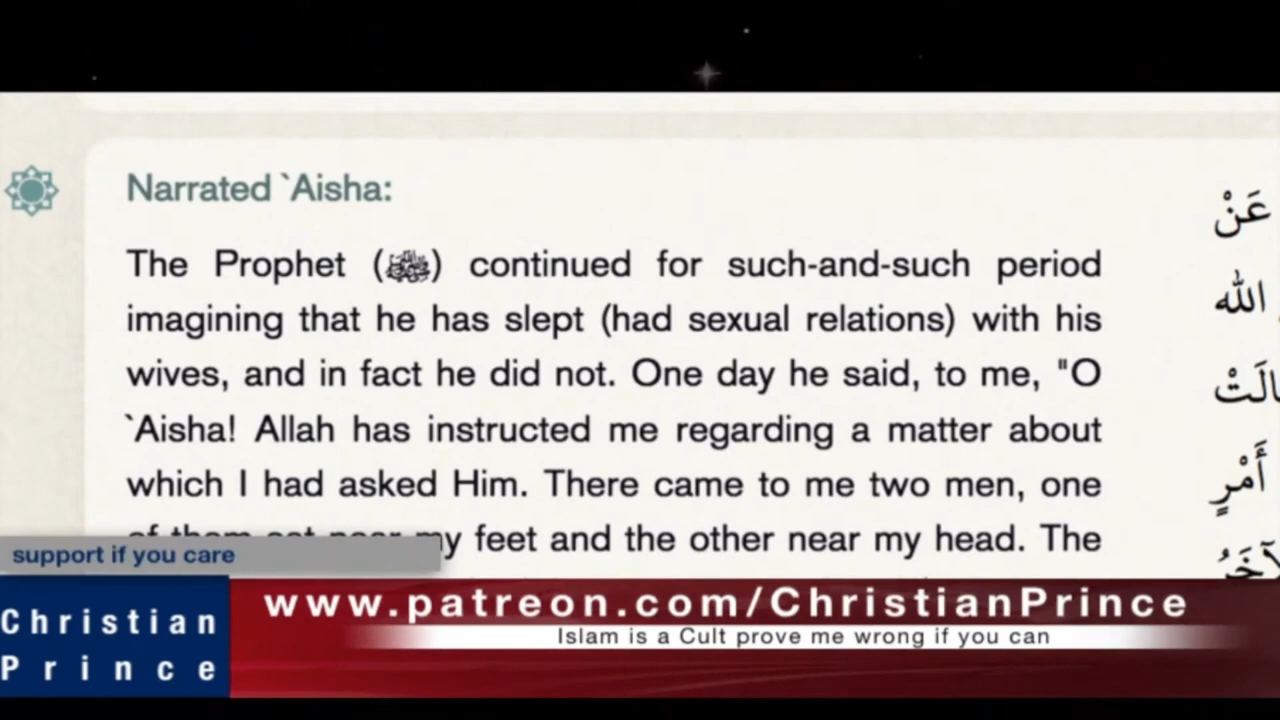 Narrated `Aisha:
The Prophet (ﷺ) continued for such-and-such period
imagining that he has slept (had sexual relations) with his
wives, and in fact he did not. One day he said, to me, "O
`Aisha! Allah has instructed me regarding a matter about
which I had asked Him. There came to me two men, one
of them sat near my feet and the other near my head. The
عَنْ
الله
أَمْرٍ
support if you care
Christian
Prince
www.patreon.com/ChristianPrince
Islam is a Cult prove me wrong if you can